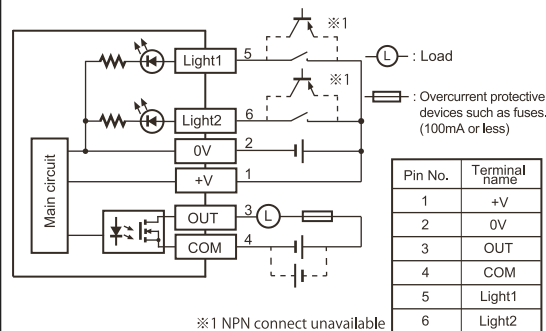 ※1
Light1 5
L : Load
※1
: Overcurrent protective
devices such as fuses.
(100mA or less)
Light2 6
0V 2
+V 1
Main circuit
OUT 3 L
COM 4
Pin No. Terminal name
1 +V
2 0V
3 OUT
4 COM
5 Light1
6 Light2
※1 NPN connect unavailable